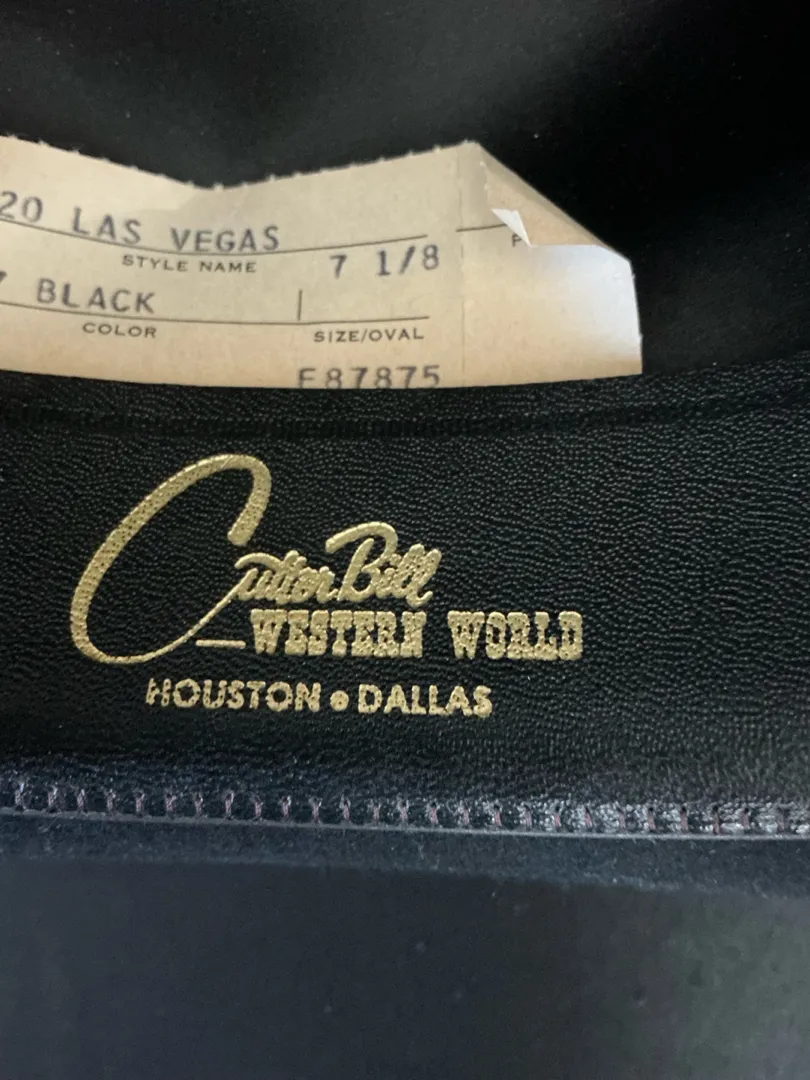 20 LAS VEGAS
STYLE NAME
7 1/8
7 BLACK
COLOR
SIZE/OVAL
E87875
Cutter Bill
WESTERN WORLD
HOUSTON • DALLAS